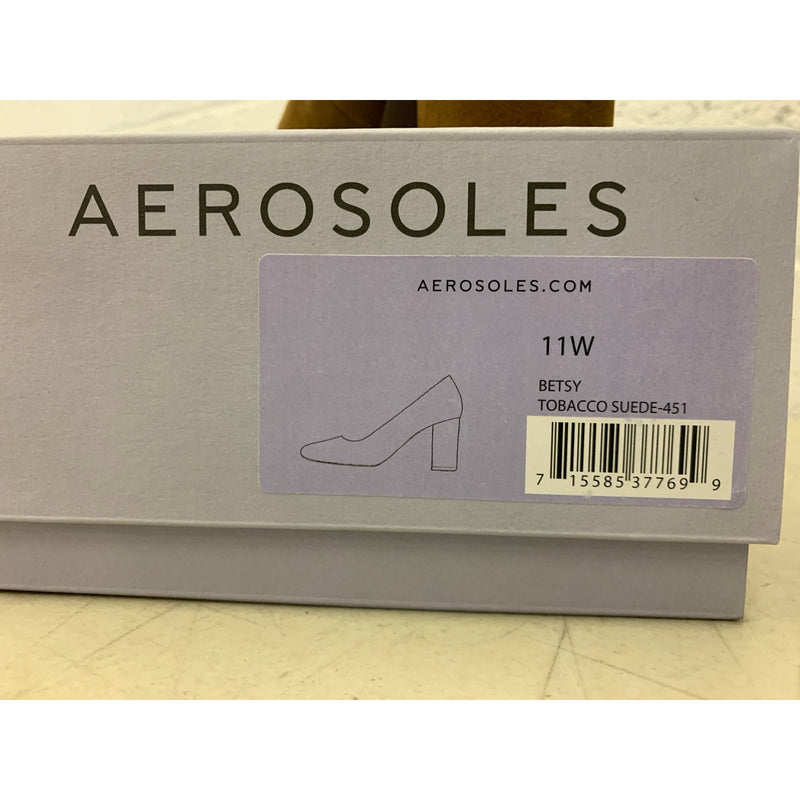 AEROSOLES
AEROSOLES.COM
11W
BETSY
TOBACCO SUEDE-451
7 15585 37769 9